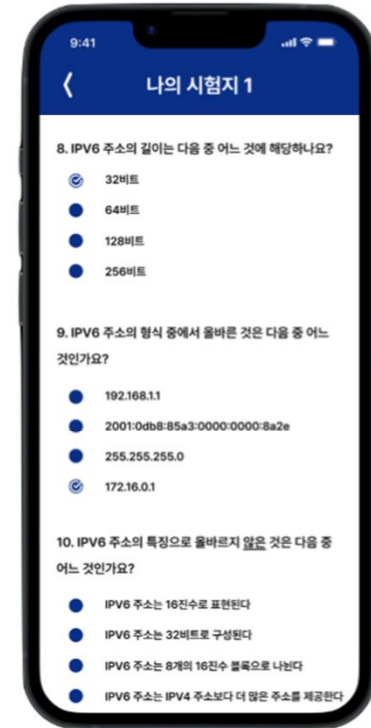 9:41
나의 시험지 1
8. IPV6 주소의 길이는 다음 중 어느 것에 해당하나요?
32비트
64비트
128비트
256비트
9. IPV6 주소의 형식 중에서 올바른 것은 다음 중 어느
것인가요?
192.168.1.1
2001:0db8:85a3:0000:0000:8a2e
255.255.255.0
172.16.0.1
10. IPV6 주소의 특징으로 올바르지 않은 것은 다음 중
어느 것인가요?
IPV6 주소는 16진수로 표현된다
IPV6 주소는 32비트로 구성된다
IPV6 주소는 8개의 16진수 블록으로 나뉜다
IPV6 주소는 IPV4 주소보다 더 많은 주소를 제공한다